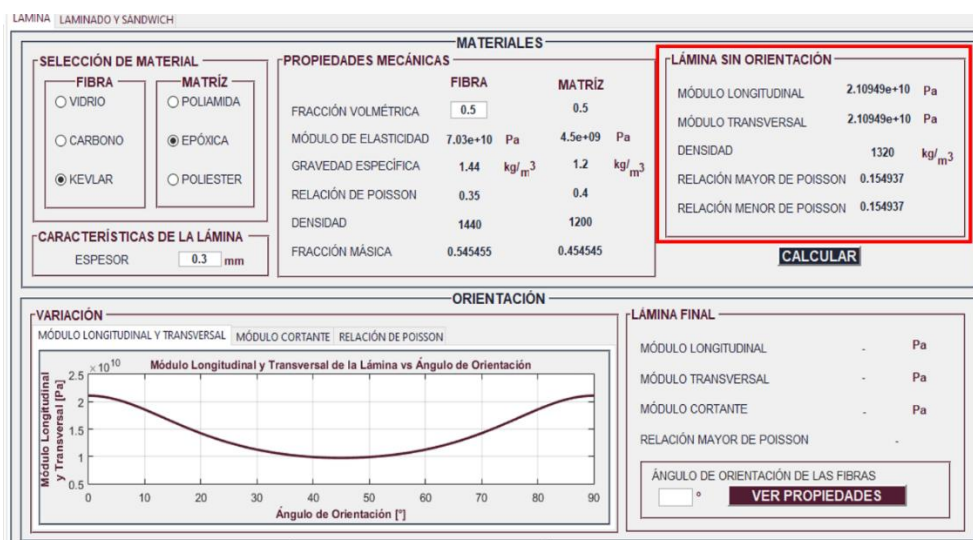 LÁMINA LAMINADO Y SÁNDWICH
MATERIALES
SELECCIÓN DE MATERIAL
FIBRA
VIDRIO
CARBONO
KEVLAR
MATRÍZ
POLIAMIDA
EPÓXICA
POLIESTER
CARACTERÍSTICAS DE LA LÁMINA
ESPESOR 0.3 mm
PROPIEDADES MECÁNICAS
FIBRA MATRÍZ
FRACCIÓN VOLMÉTRICA 0.5 0.5
MÓDULO DE ELASTICIDAD 7.03e+10 Pa 4.5e+09 Pa
GRAVEDAD ESPECÍFICA 1.44 kg/m3 1.2 kg/m3
RELACIÓN DE POISSON 0.35 0.4
DENSIDAD 1440 1200
FRACCIÓN MÁSICA 0.545455 0.454545
LÁMINA SIN ORIENTACIÓN
MÓDULO LONGITUDINAL 2.10949e+10 Pa
MÓDULO TRANSVERSAL 2.10949e+10 Pa
DENSIDAD 1320 kg/m3
RELACIÓN MAYOR DE POISSON 0.154937
RELACIÓN MENOR DE POISSON 0.154937
CALCULAR
ORIENTACIÓN
VARIACIÓN
MÓDULO LONGITUDINAL Y TRANSVERSAL MÓDULO CORTANTE RELACIÓN DE POISSON
× 10^10 Módulo Longitudinal y Transversal de la Lámina vs Ángulo de Orientación
Módulo Longitudinal
y Transversal [Pa]
2.5
2
1.5
1
0.5
0 10 20 30 40 50 60 70 80 90
Ángulo de Orientación [°]
LÁMINA FINAL
MÓDULO LONGITUDINAL - Pa
MÓDULO TRANSVERSAL - Pa
MÓDULO CORTANTE - Pa
RELACIÓN MAYOR DE POISSON -
ÁNGULO DE ORIENTACIÓN DE LAS FIBRAS
° VER PROPIEDADES